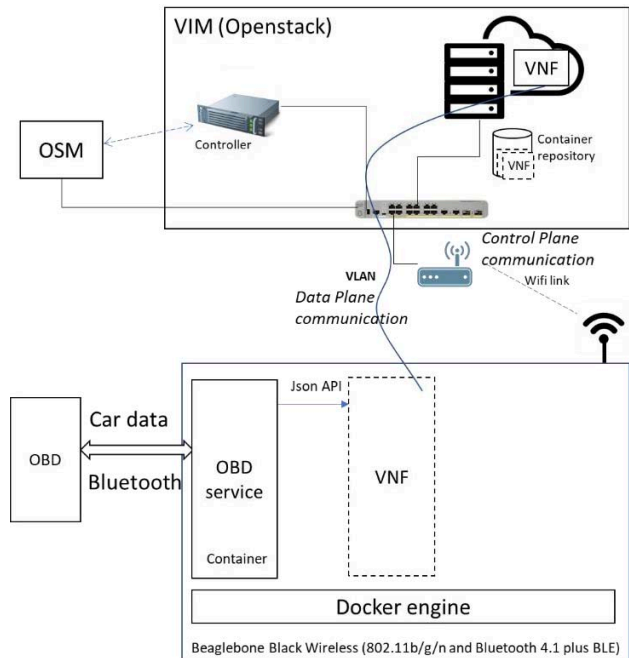 VIM (Openstack)
VNF
Controller
OSM
Container
repository
VNF
Control Plane
communication
Wifi link
VLAN
Data Plane
communication
Json API
Car data
OBD
Bluetooth
OBD
service
VNF
Container
Docker engine
Beaglebone Black Wireless (802.11b/g/n and Bluetooth 4.1 plus BLE)